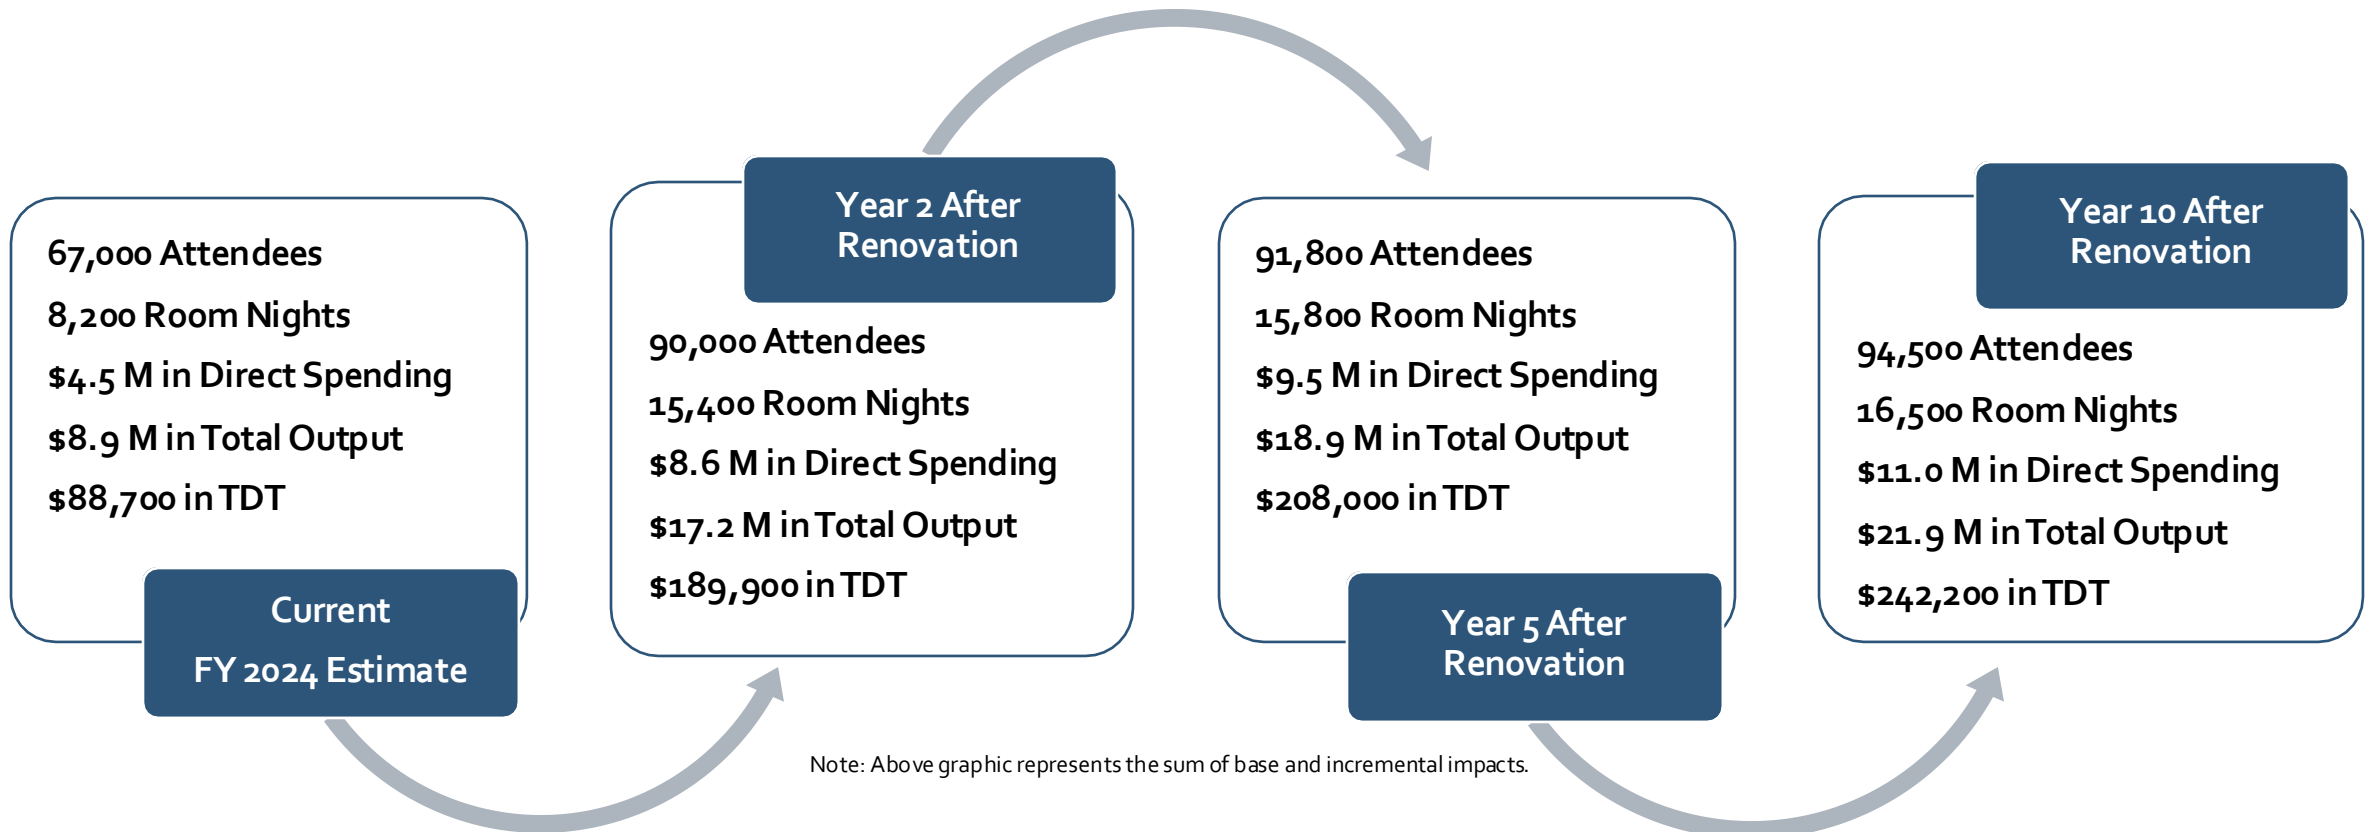 67,000 Attendees
8,200 Room Nights
$4.5 M in Direct Spending
$8.9 M in Total Output
$88,700 in TDT
Current
FY 2024 Estimate
Year 2 After
Renovation
90,000 Attendees
15,400 Room Nights
$8.6 M in Direct Spending
$17.2 M in Total Output
$189,900 in TDT
91,800 Attendees
15,800 Room Nights
$9.5 M in Direct Spending
$18.9 M in Total Output
$208,000 in TDT
Year 5 After
Renovation
Year 10 After
Renovation
94,500 Attendees
16,500 Room Nights
$11.0 M in Direct Spending
$21.9 M in Total Output
$242,200 in TDT
Note: Above graphic represents the sum of base and incremental impacts.